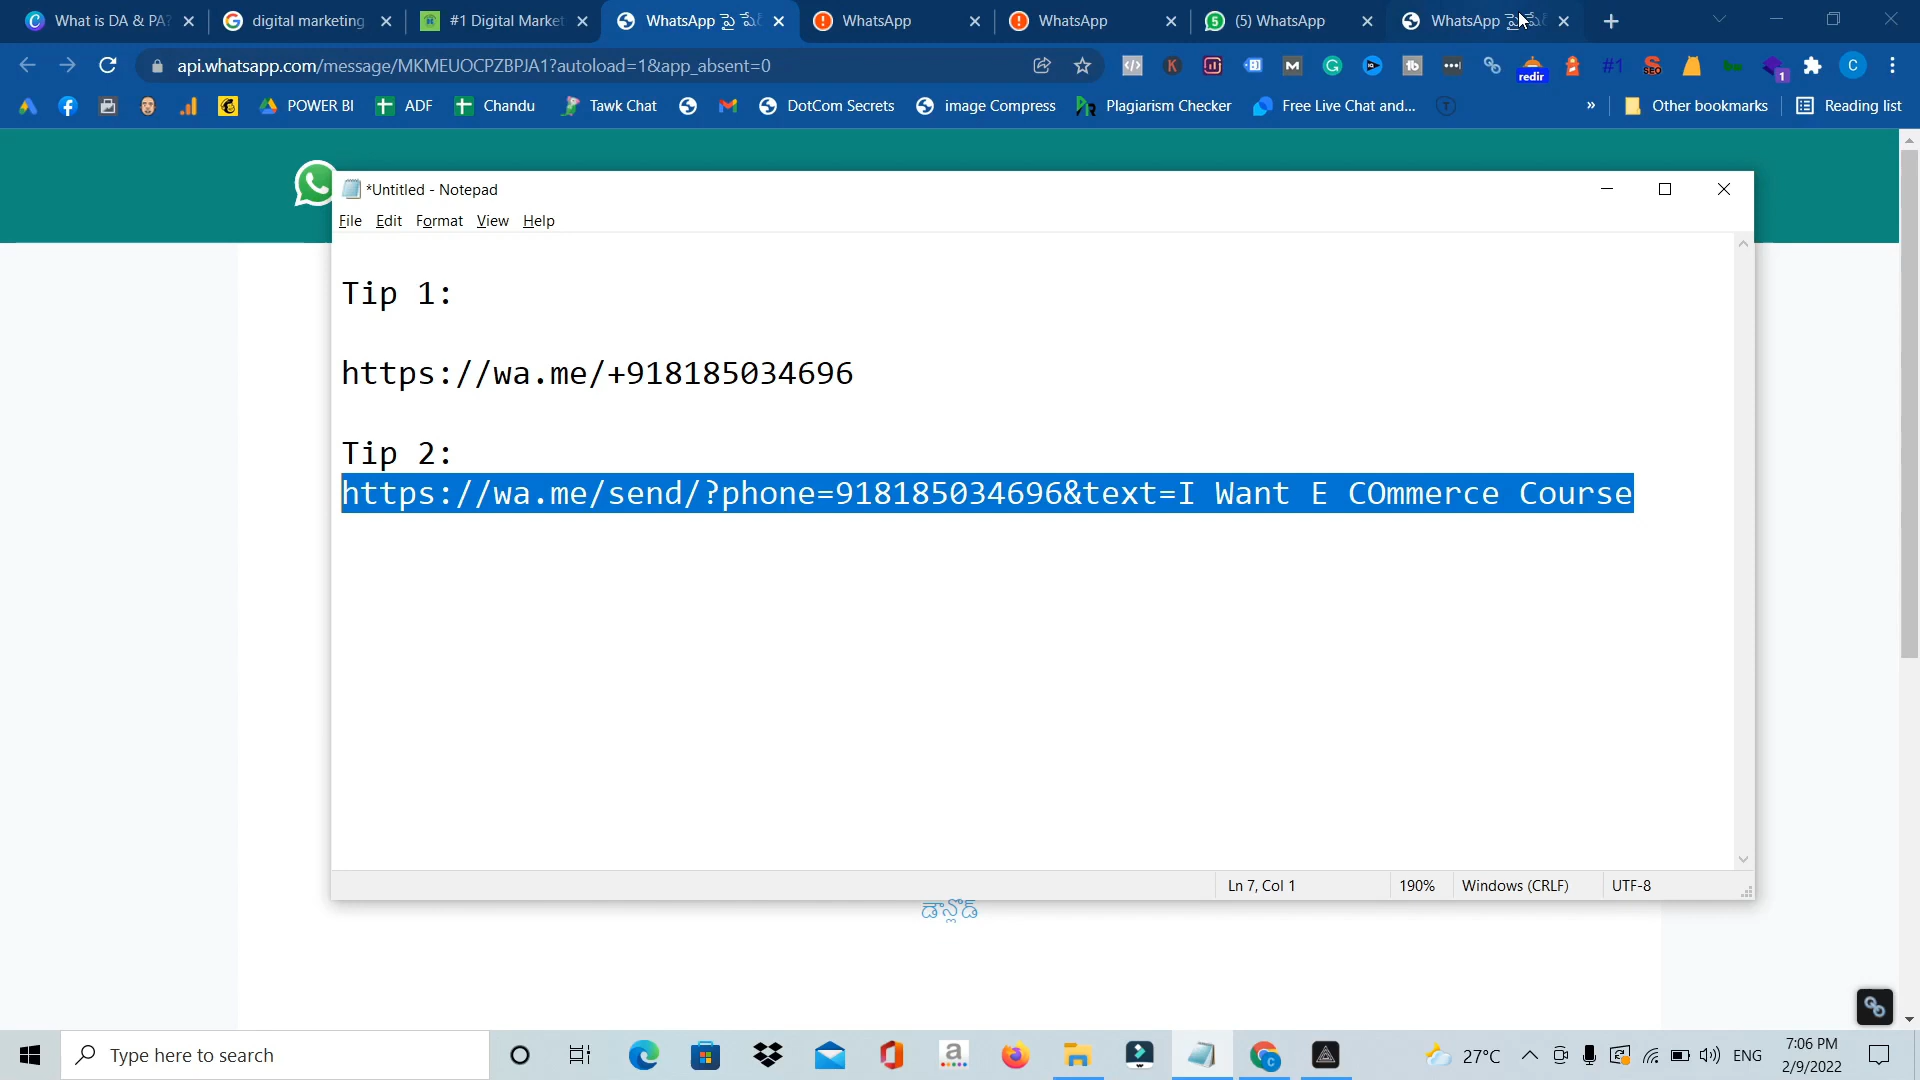 What is DA & PA?
digital marketing
#1 Digital Market
WhatsApp పై
WhatsApp
WhatsApp
(5) WhatsApp
WhatsApp
api.whatsapp.com/message/MKMEUOCPZBPJA1?autoload=1&app_absent=0
redir
#1
SEO
1
C
POWER BI
ADF
Chandu
Tawk Chat
DotCom Secrets
image Compress
Plagiarism Checker
Free Live Chat and...
»
Other bookmarks
Reading list
*Untitled - Notepad
File Edit Format View Help
Tip 1:
https://wa.me/+918185034696
Tip 2:
https://wa.me/send/?phone=918185034696&text=I Want E COmmerce Course
Ln 7, Col 1
190%
Windows (CRLF)
UTF-8
Type here to search
27°C
ENG
7:06 PM
2/9/2022